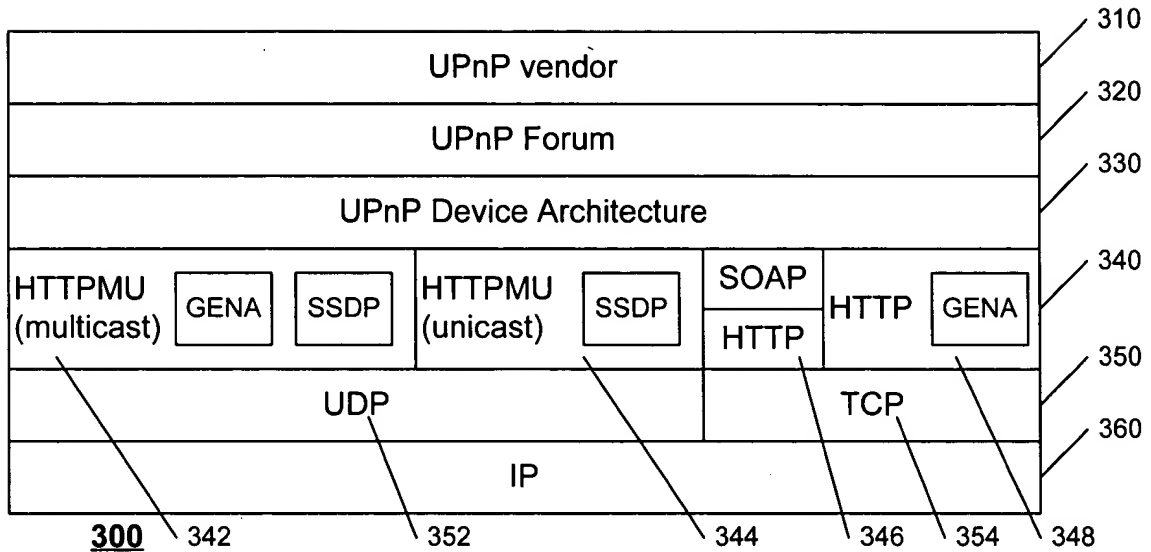 310
UPnP vendor
320
UPnP Forum
330
UPnP Device Architecture
340
HTTPMU
(multicast)
GENA
SSDP
HTTPMU
(unicast)
SSDP
SOAP
HTTP
HTTP
GENA
350
UDP
TCP
360
IP
300
342
352
344
346
354
348